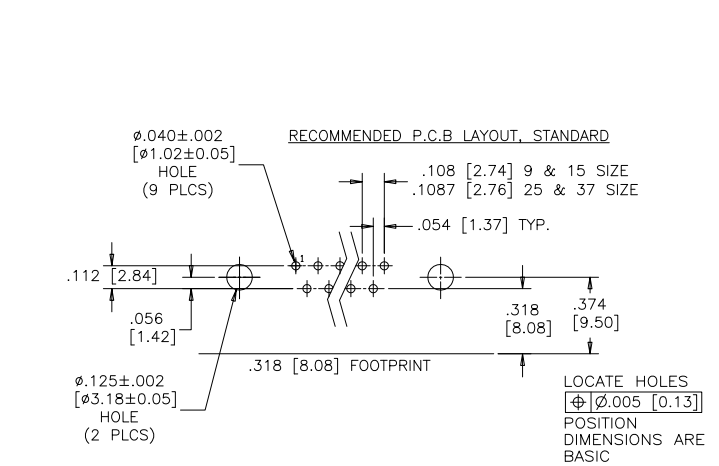 RECOMMENDED P.C.B LAYOUT, STANDARD
ø.040±.002
[ø1.02±0.05]
HOLE
(9 PLCS)
.108 [2.74] 9 & 15 SIZE
.1087 [2.76] 25 & 37 SIZE
.054 [1.37] TYP.
1
.112 [2.84]
.056
[1.42]
.318
[8.08]
.374
[9.50]
.318 [8.08] FOOTPRINT
ø.125±.002
[ø3.18±0.05]
HOLE
(2 PLCS)
LOCATE HOLES
⌖ Ø.005 [0.13]
POSITION
DIMENSIONS ARE
BASIC